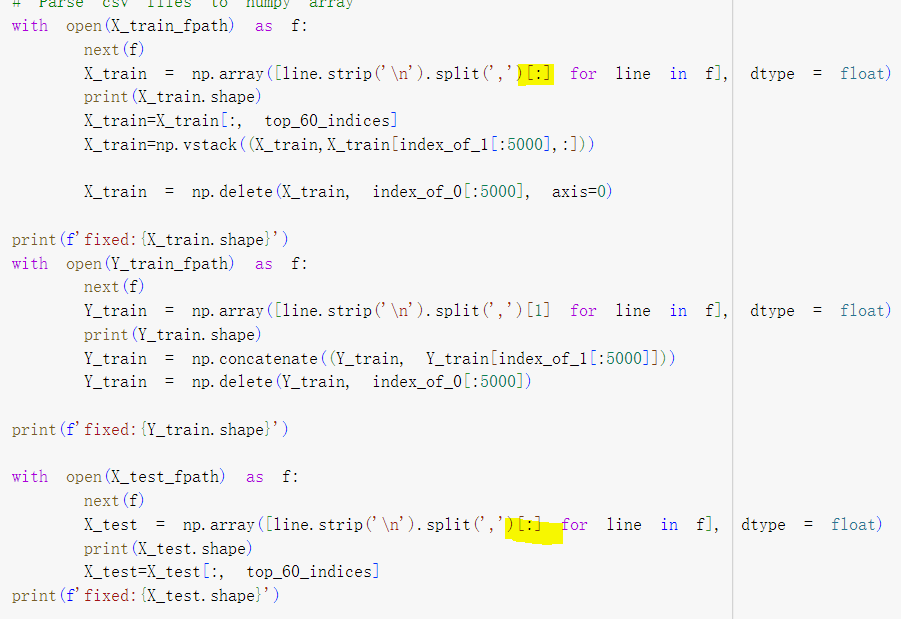 # Parse csv files to numpy array
with open(X_train_fpath) as f:
next(f)
X_train = np.array([line.strip('\n').split(',')[:] for line in f], dtype = float)
print(X_train.shape)
X_train=X_train[:, top_60_indices]
X_train=np.vstack((X_train,X_train[index_of_1[:5000],:]))
X_train = np.delete(X_train, index_of_0[:5000], axis=0)
print(f'fixed:{X_train.shape}')
with open(Y_train_fpath) as f:
next(f)
Y_train = np.array([line.strip('\n').split(',')[1] for line in f], dtype = float)
print(Y_train.shape)
Y_train = np.concatenate((Y_train, Y_train[index_of_1[:5000]]))
Y_train = np.delete(Y_train, index_of_0[:5000])
print(f'fixed:{Y_train.shape}')
with open(X_test_fpath) as f:
next(f)
X_test = np.array([line.strip('\n').split(',')[:] for line in f], dtype = float)
print(X_test.shape)
X_test=X_test[:, top_60_indices]
print(f'fixed:{X_test.shape}')